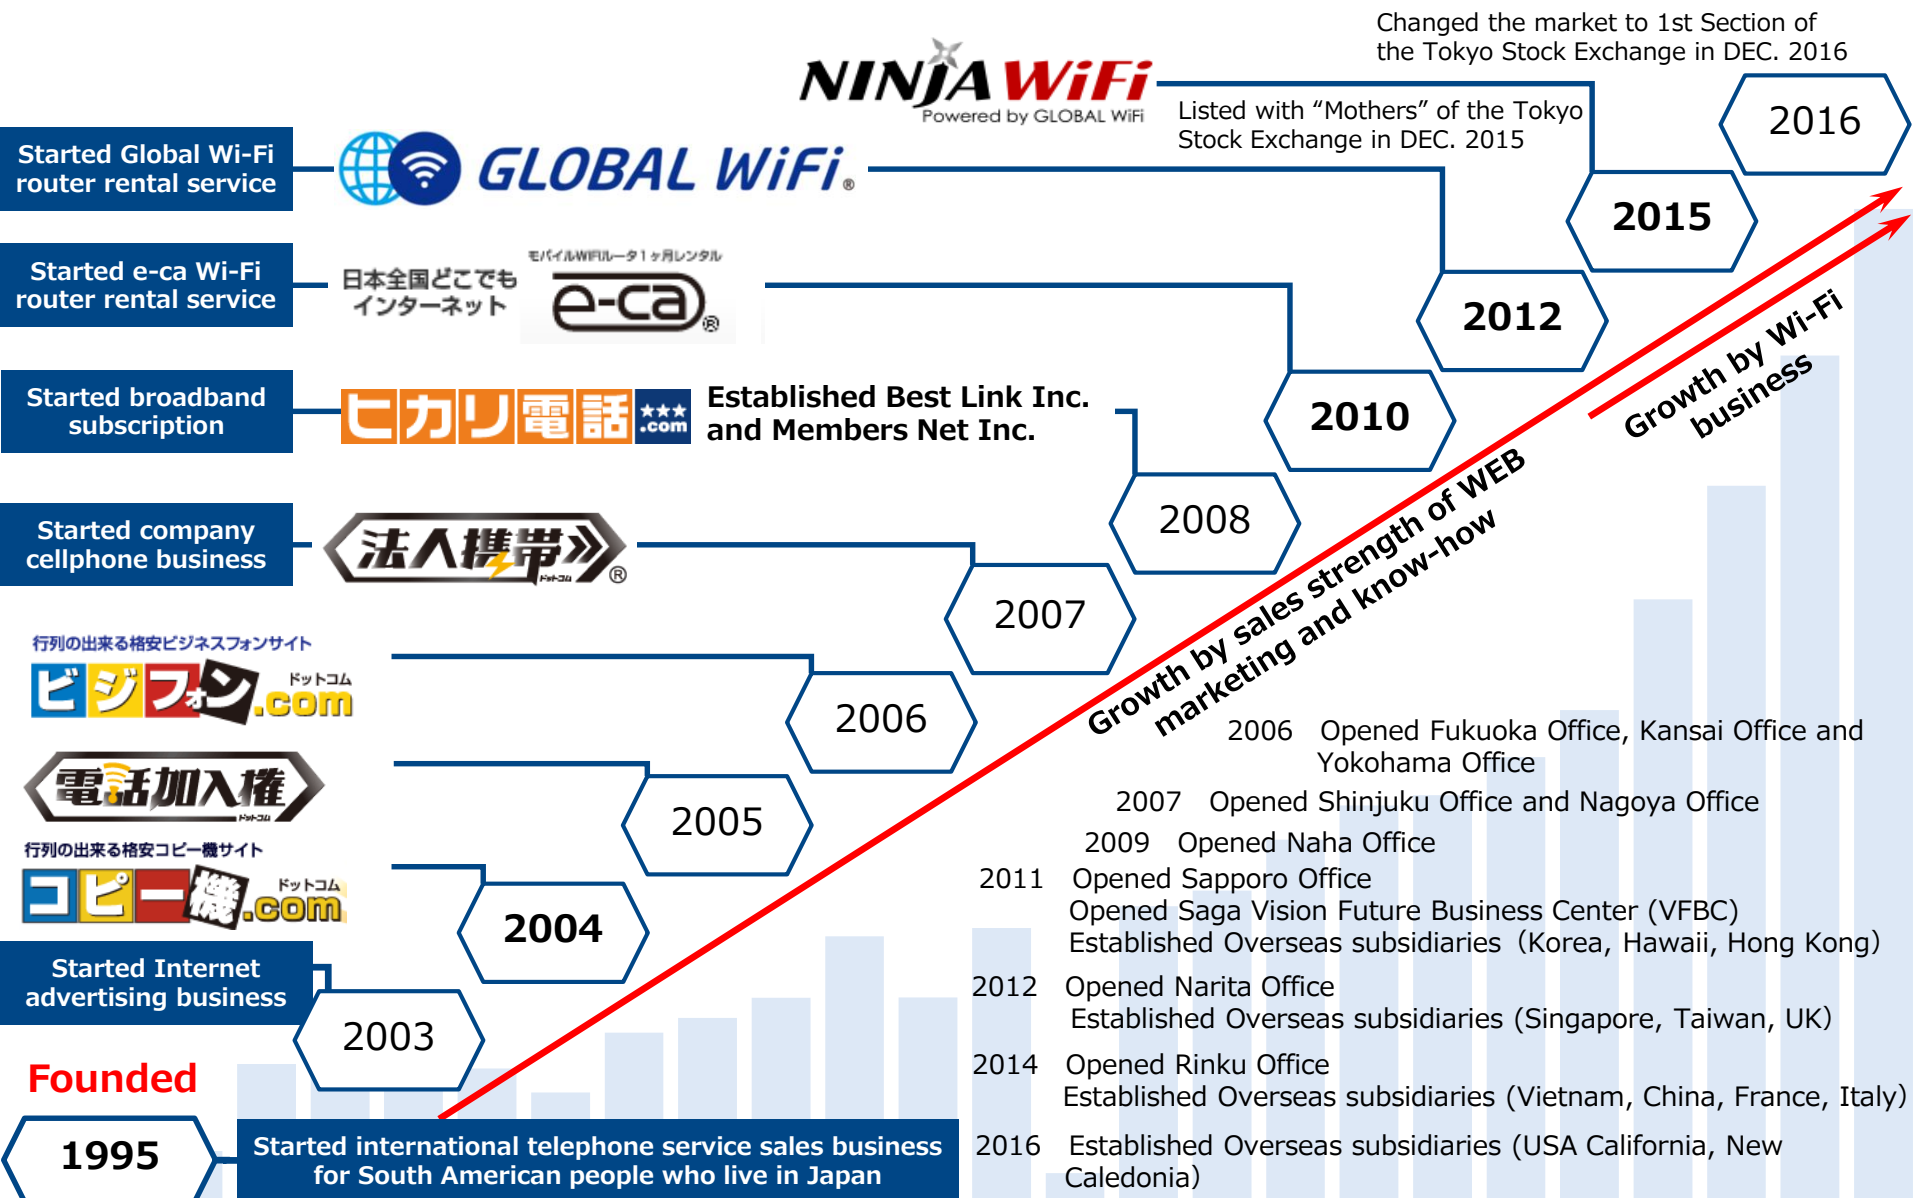 Changed the market to 1st Section of
the Tokyo Stock Exchange in DEC. 2016
NINJA WiFi
Powered by GLOBAL WiFi
Listed with “Mothers” of the Tokyo
Stock Exchange in DEC. 2015
2016
Started Global Wi-Fi
router rental service
GLOBAL WiFi®
2015
Started e-ca Wi-Fi
router rental service
日本全国どこでも
インターネット
モバイルWIFIルータ1ヶ月レンタル
e-ca®
2012
Growth by Wi-Fi
business
Started broadband
subscription
ヒカリ電話.com
Established Best Link Inc.
and Members Net Inc.
2010
Growth by sales strength of WEB
marketing and know-how
Started company
cellphone business
法人携帯
ドットコム
®
2008
2007
行列の出来る格安ビジネスフォンサイト
ビジフォン.com
ドットコム
2006
電話加入権
ドットコム
2005
行列の出来る格安コピー機サイト
コピー機.com
ドットコム
2004
Started Internet
advertising business
2003
Founded
1995
Started international telephone service sales business
for South American people who live in Japan
2006 Opened Fukuoka Office, Kansai Office and
Yokohama Office
2007 Opened Shinjuku Office and Nagoya Office
2009 Opened Naha Office
2011 Opened Sapporo Office
Opened Saga Vision Future Business Center (VFBC)
Established Overseas subsidiaries（Korea, Hawaii, Hong Kong）
2012 Opened Narita Office
Established Overseas subsidiaries (Singapore, Taiwan, UK）
2014 Opened Rinku Office
Established Overseas subsidiaries (Vietnam, China, France, Italy）
2016 Established Overseas subsidiaries (USA California, New
Caledonia）